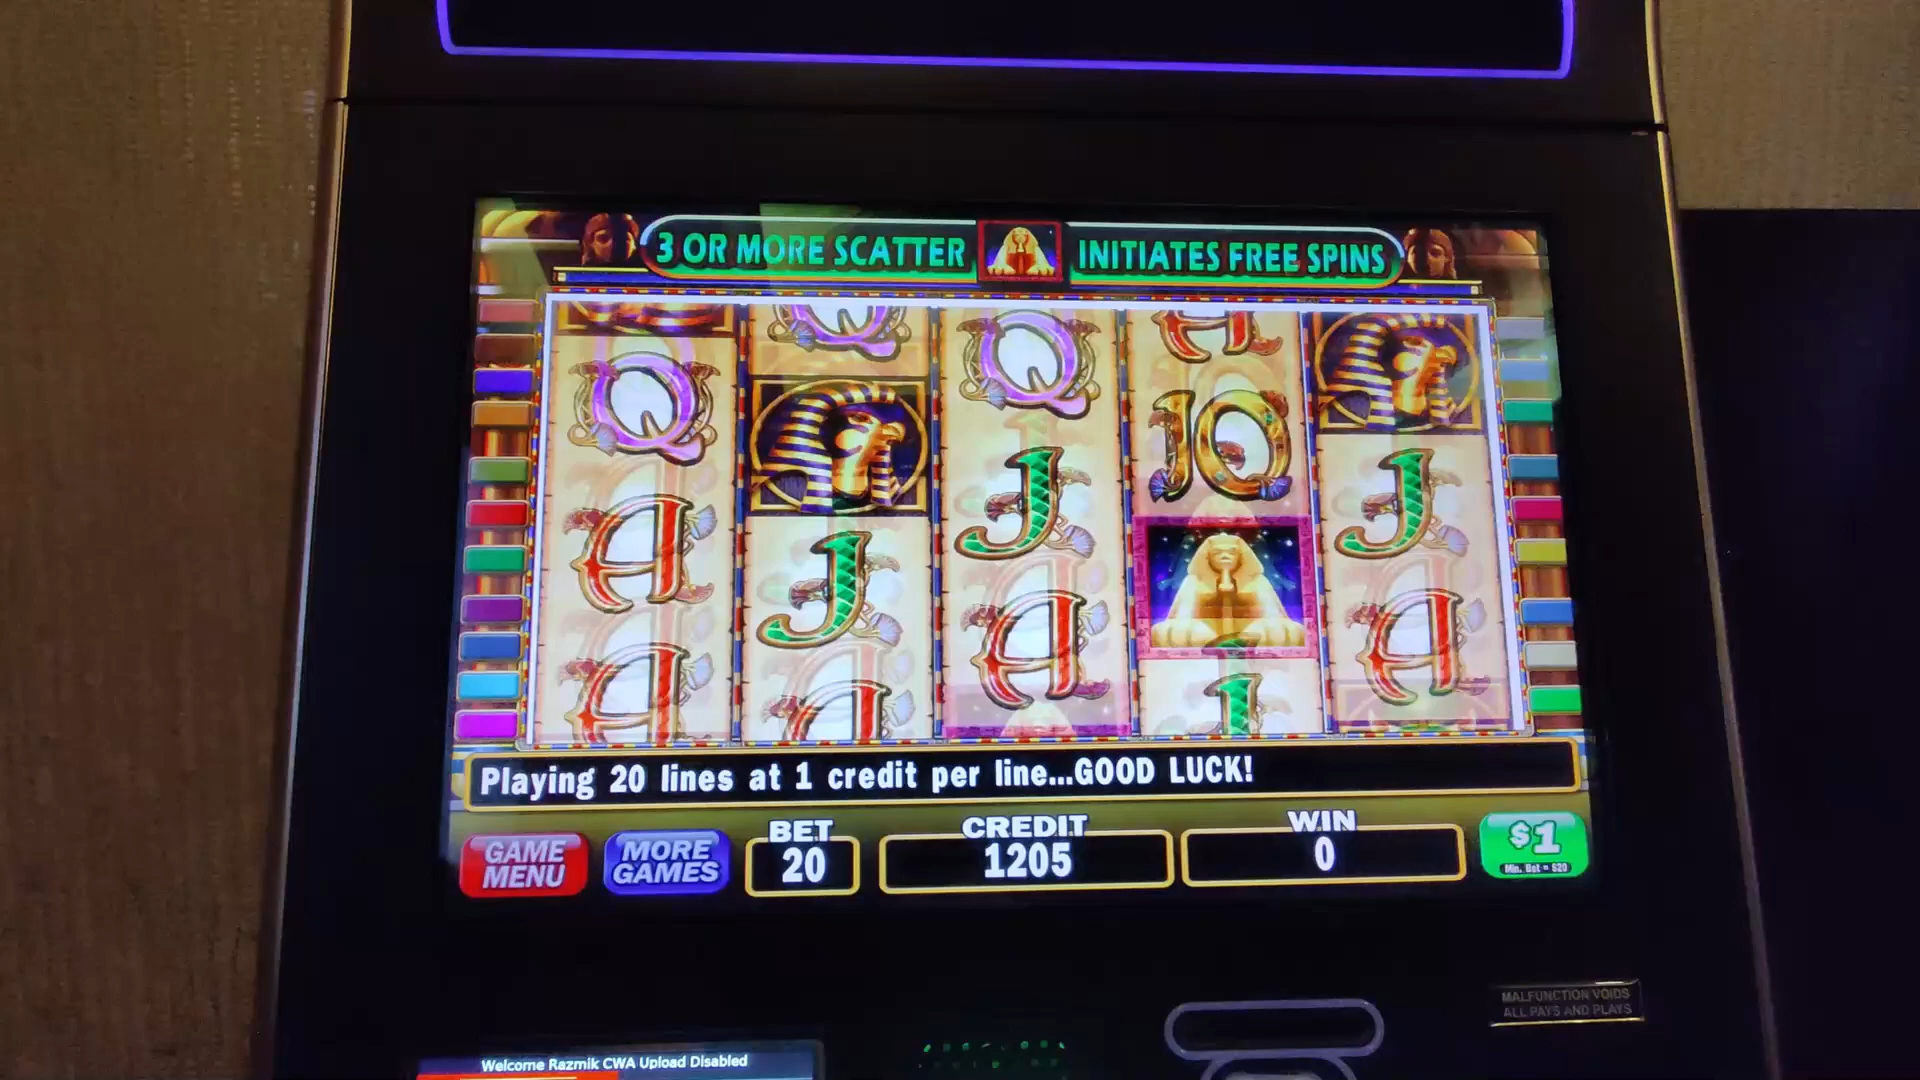 3 OR MORE SCATTER INITIATES FREE SPINS
Q Q A
Q 10
J J
A J A A
A A J
Playing 20 lines at 1 credit per line...GOOD LUCK!
GAME MENU
MORE GAMES
BET
20
CREDIT
1205
WIN
0
$1
Min. Bet = $20
MALFUNCTION VOIDS
ALL PAYS AND PLAYS
Welcome Razmik CWA Upload Disabled